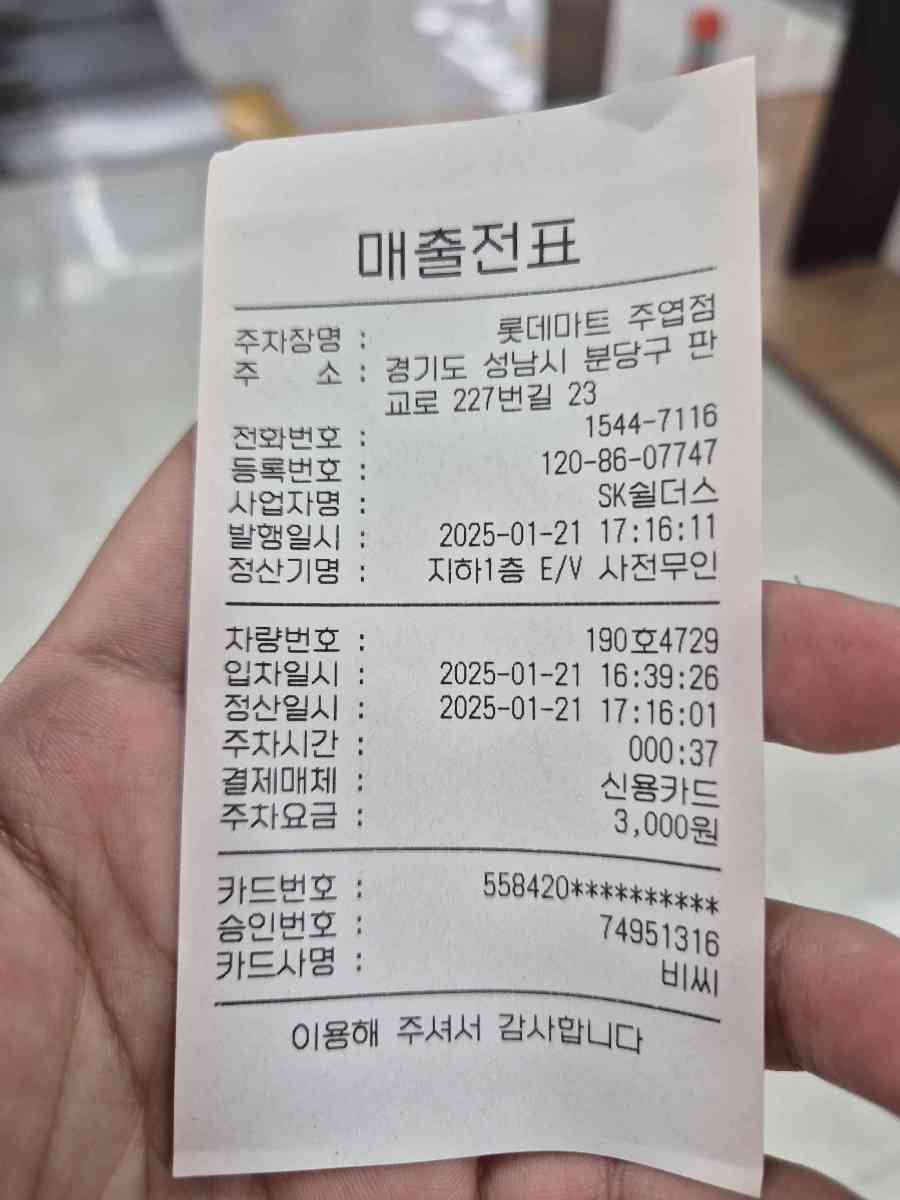 매출전표
주차장명 : 롯데마트 주엽점
주 소 : 경기도 성남시 분당구 판
교로 227번길 23
전화번호 : 1544-7116
등록번호 : 120-86-07747
사업자명 : SK쉴더스
발행일시 : 2025-01-21 17:16:11
정산기명 : 지하1층 E/V 사전무인
차량번호 : 190호4729
입차일시 : 2025-01-21 16:39:26
정산일시 : 2025-01-21 17:16:01
주차시간 : 000:37
결제매체 : 신용카드
주차요금 : 3,000원
카드번호 : 558420**********
승인번호 : 74951316
카드사명 : 비씨
이용해 주셔서 감사합니다